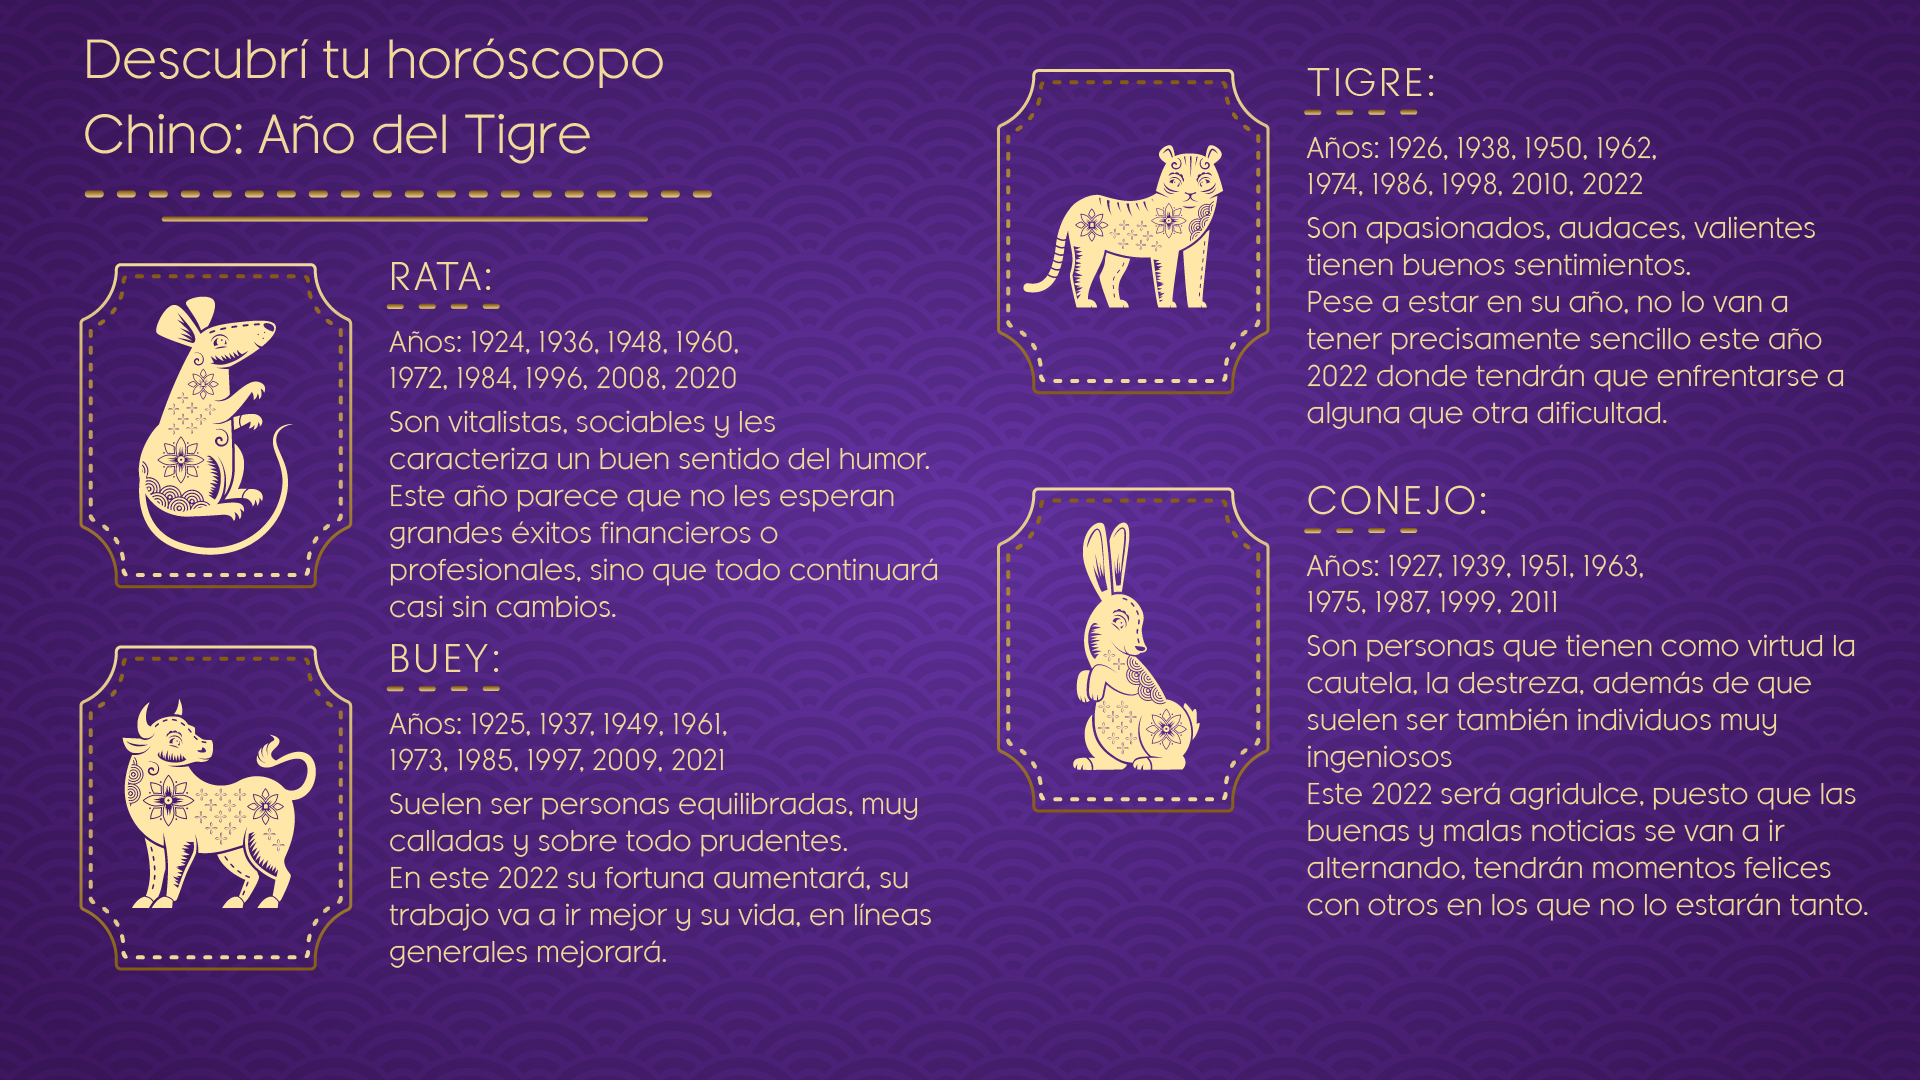 Descubrí tu horóscopo
Chino: Año del Tigre
RATA:
Años: 1924, 1936, 1948, 1960,
1972, 1984, 1996, 2008, 2020
Son vitalistas, sociables y les
caracteriza un buen sentido del humor.
Este año parece que no les esperan
grandes éxitos financieros o
profesionales, sino que todo continuará
casi sin cambios.
BUEY:
Años: 1925, 1937, 1949, 1961,
1973, 1985, 1997, 2009, 2021
Suelen ser personas equilibradas, muy
calladas y sobre todo prudentes.
En este 2022 su fortuna aumentará, su
trabajo va a ir mejor y su vida, en líneas
generales mejorará.
TIGRE:
Años: 1926, 1938, 1950, 1962,
1974, 1986, 1998, 2010, 2022
Son apasionados, audaces, valientes
tienen buenos sentimientos.
Pese a estar en su año, no lo van a
tener precisamente sencillo este año
2022 donde tendrán que enfrentarse a
alguna que otra dificultad.
CONEJO:
Años: 1927, 1939, 1951, 1963,
1975, 1987, 1999, 2011
Son personas que tienen como virtud la
cautela, la destreza, además de que
suelen ser también individuos muy
ingeniosos
Este 2022 será agridulce, puesto que las
buenas y malas noticias se van a ir
alternando, tendrán momentos felices
con otros en los que no lo estarán tanto.